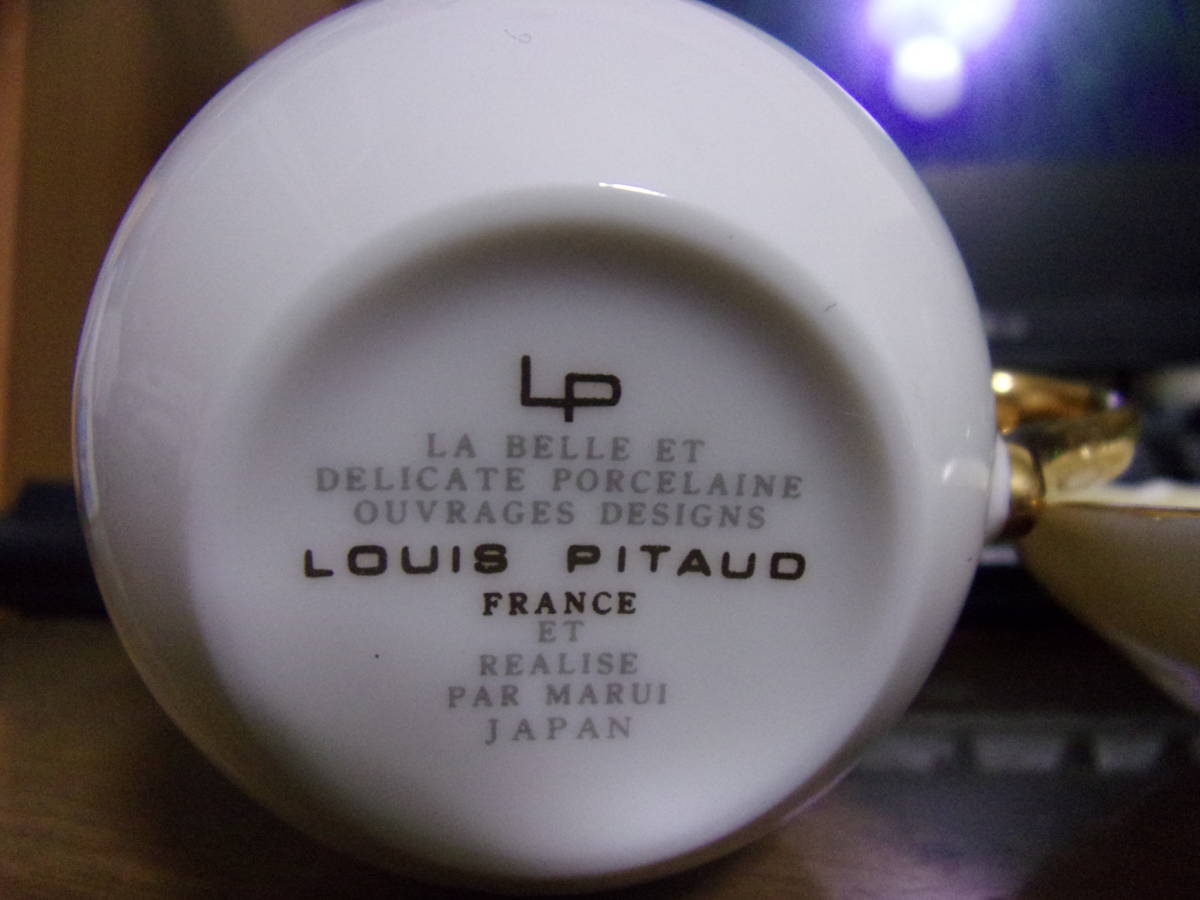 LP
LA BELLE ET
DELICATE PORCELAINE
OUVRAGES DESIGNS
LOUIS PITAUD
FRANCE
ET
REALISE
PAR MARUI
JAPAN